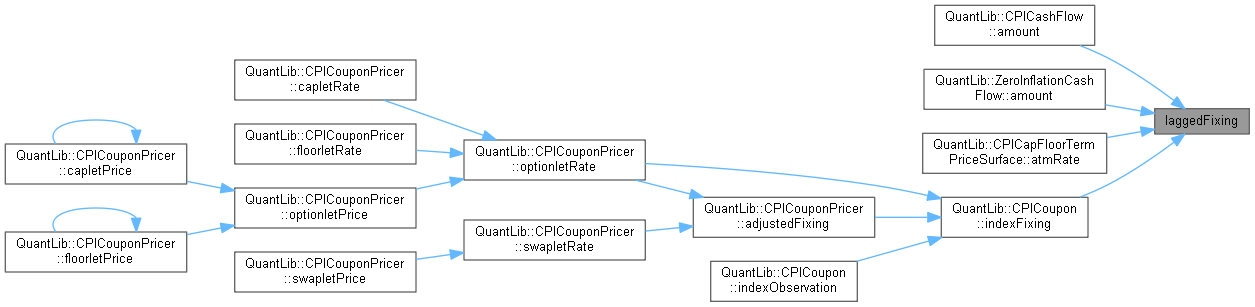 QuantLib::CPICashFlow
::amount
QuantLib::ZeroInflationCash
Flow::amount
laggedFixing
QuantLib::CPICapFloorTerm
PriceSurface::atmRate
QuantLib::CPICoupon
::indexFixing
QuantLib::CPICouponPricer
::adjustedFixing
QuantLib::CPICoupon
::indexObservation
QuantLib::CPICouponPricer
::optionletRate
QuantLib::CPICouponPricer
::swapletRate
QuantLib::CPICouponPricer
::capletRate
QuantLib::CPICouponPricer
::floorletRate
QuantLib::CPICouponPricer
::optionletPrice
QuantLib::CPICouponPricer
::swapletPrice
QuantLib::CPICouponPricer
::capletPrice
QuantLib::CPICouponPricer
::floorletPrice